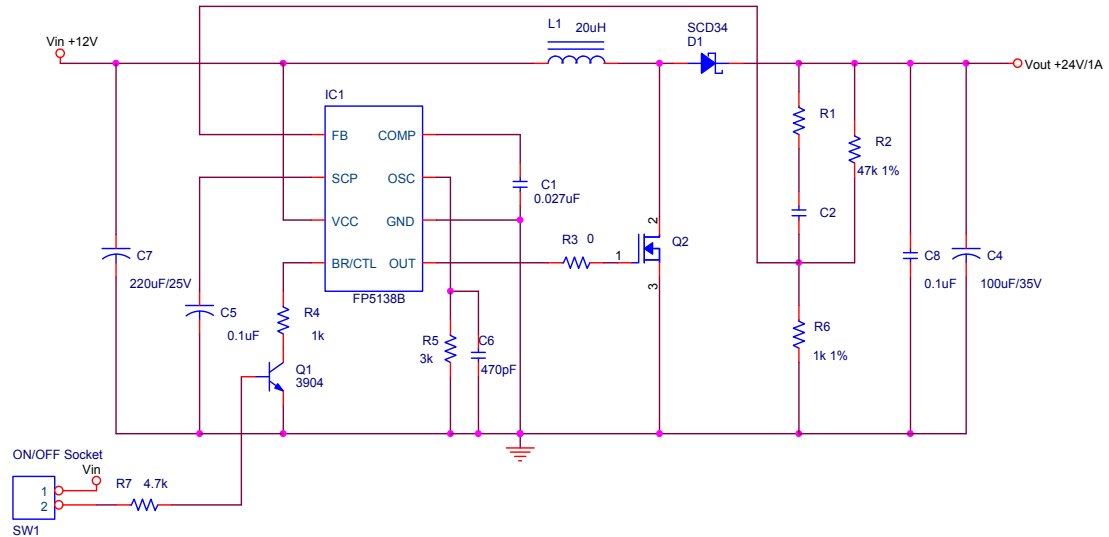 L1
20uH
SCD34
D1
Vin +12V
Vout +24V/1A
IC1
FB
COMP
SCP
OSC
VCC
GND
BR/CTL
OUT
FP5138B
R1
R2
47k 1%
C1
0.027uF
C2
2
Q2
R3 0
1
3
C7
220uF/25V
C8
0.1uF
C4
100uF/35V
C5
0.1uF
R4
1k
R5
3k
C6
470pF
R6
1k 1%
Q1
3904
ON/OFF Socket
Vin
1
2
R7 4.7k
SW1